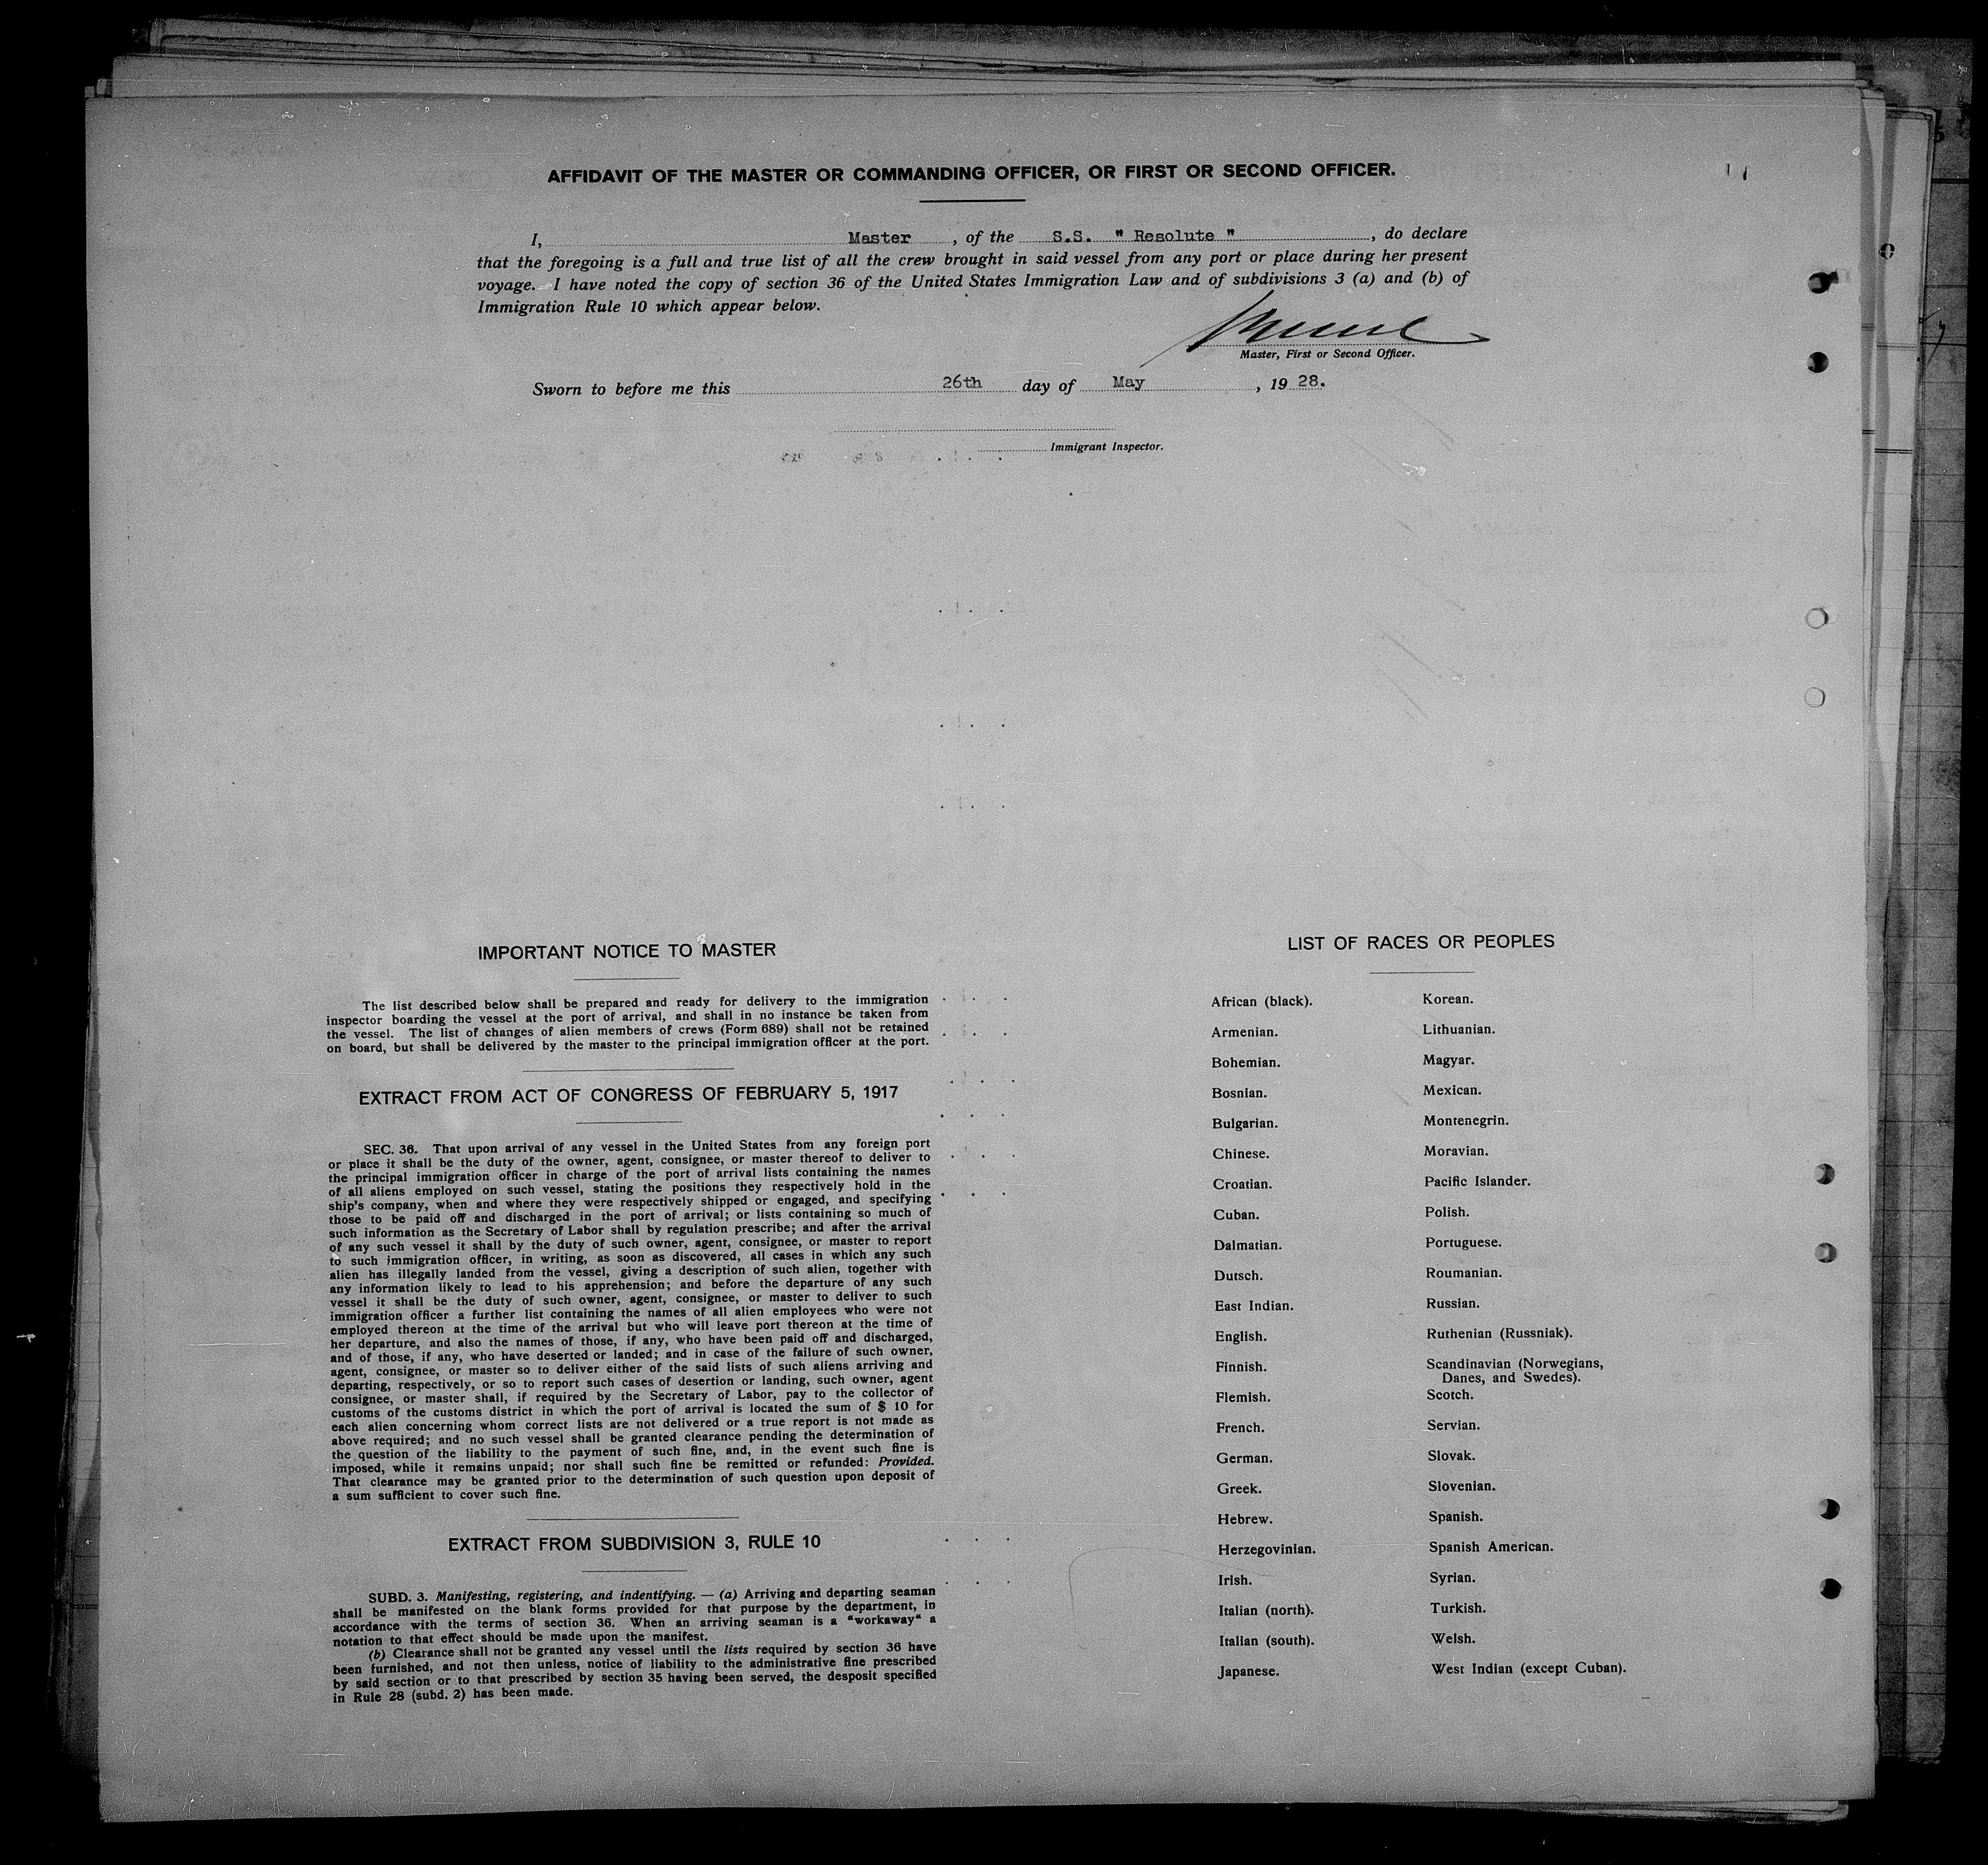 AFFIDAVIT OF THE MASTER OR COMMANDING OFFICER, OR FIRST OR SECOND OFFICER.
I, Master, of the S.S. " Resolute ", do declare
that the foregoing is a full and true list of all the crew brought in said vessel from any port or place during her present
voyage. I have noted the copy of section 36 of the United States Immigration Law and of subdivisions 3 (a) and (b) of
Immigration Rule 10 which appear below.
Master, First or Second Officer.
Sworn to before me this 26th day of May, 19 28.
Immigrant Inspector.
IMPORTANT NOTICE TO MASTER
The list described below shall be prepared and ready for delivery to the immigration
inspector boarding the vessel at the port of arrival, and shall in no instance be taken from
the vessel. The list of changes of alien members of crews (Form 689) shall not be retained
on board, but shall be delivered by the master to the principal immigration officer at the port.
EXTRACT FROM ACT OF CONGRESS OF FEBRUARY 5, 1917
SEC. 36. That upon arrival of any vessel in the United States from any foreign port
or place it shall be the duty of the owner, agent, consignee, or master thereof to deliver to
the principal immigration officer in charge of the port of arrival lists containing the names
of all aliens employed on such vessel, stating the positions they respectively hold in the
ship's company, when and where they were respectively shipped or engaged, and specifying
those to be paid off and discharged in the port of arrival; or lists containing so much of
such information as the Secretary of Labor shall by regulation prescribe; and after the arrival
of any such vessel it shall by the duty of such owner, agent, consignee, or master to report
to such immigration officer, in writing, as soon as discovered, all cases in which any such
alien has illegally landed from the vessel, giving a description of such alien, together with
any information likely to lead to his apprehension; and before the departure of any such
vessel it shall be the duty of such owner, agent, consignee, or master to deliver to such
immigration officer a further list containing the names of all alien employees who were not
employed thereon at the time of the arrival but who will leave port thereon at the time of
her departure, and also the names of those, if any, who have been paid off and discharged,
and of those, if any, who have deserted or landed; and in case of the failure of such owner,
agent, consignee, or master so to deliver either of the said lists of such aliens arriving and
departing, respectively, or so to report such cases of desertion or landing, such owner, agent
consignee, or master shall, if required by the Secretary of Labor, pay to the collector of
customs of the customs district in which the port of arrival is located the sum of $ 10 for
each alien concerning whom correct lists are not delivered or a true report is not made as
above required; and no such vessel shall be granted clearance pending the determination of
the question of the liability to the payment of such fine, and, in the event such fine is
imposed, while it remains unpaid; nor shall such fine be remitted or refunded: Provided.
That clearance may be granted prior to the determination of such question upon deposit of
a sum sufficient to cover such fine.
EXTRACT FROM SUBDIVISION 3, RULE 10
SUBD. 3. Manifesting, registering, and indentifying. — (a) Arriving and departing seaman
shall be manifested on the blank forms provided for that purpose by the department, in
accordance with the terms of section 36. When an arriving seaman is a "workaway" a
notation to that effect should be made upon the manifest.
(b) Clearance shall not be granted any vessel until the lists required by section 36 have
been furnished, and not then unless, notice of liability to the administrative fine prescribed
by said section or to that prescribed by section 35 having been served, the desposit specified
in Rule 28 (subd. 2) has been made.
LIST OF RACES OR PEOPLES
African (black).
Armenian.
Bohemian.
Bosnian.
Bulgarian.
Chinese.
Croatian.
Cuban.
Dalmatian.
Dutsch.
East Indian.
English.
Finnish.
Flemish.
French.
German.
Greek.
Hebrew.
Herzegovinian.
Irish.
Italian (north).
Italian (south).
Japanese.
Korean.
Lithuanian.
Magyar.
Mexican.
Montenegrin.
Moravian.
Pacific Islander.
Polish.
Portuguese.
Roumanian.
Russian.
Ruthenian (Russniak).
Scandinavian (Norwegians,
Danes, and Swedes).
Scotch.
Servian.
Slovak.
Slovenian.
Spanish.
Spanish American.
Syrian.
Turkish.
Welsh.
West Indian (except Cuban).